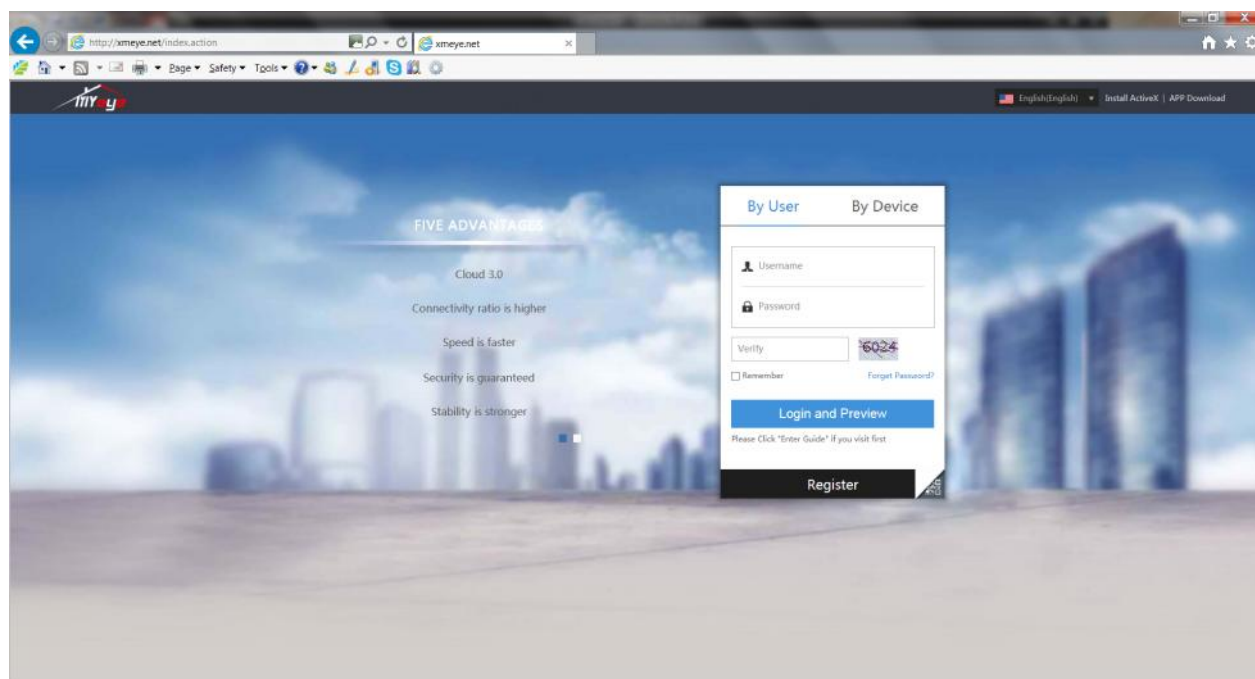 http://xmeye.net/index.action
xmeye.net
Page Safety Tools
myeye
English(English) Install ActiveX | APP Download
FIVE ADVANTAGES
Cloud 3.0
Connectivity ratio is higher
Speed is faster
Security is guaranteed
Stability is stronger
By User By Device
Username
Password
Verify 6024
Remember Forget Password?
Login and Preview
Please Click "Enter Guide" if you visit first
Register